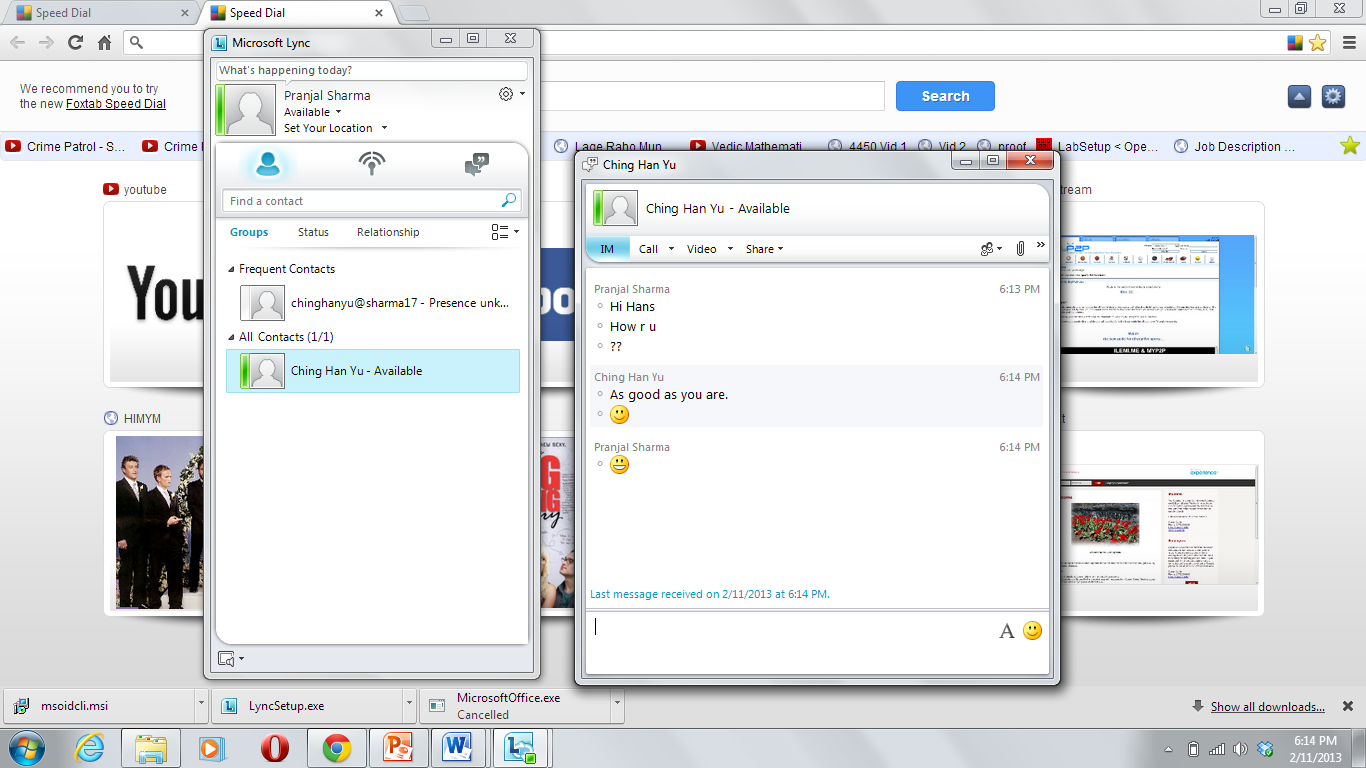 Speed Dial
Speed Dial
We recommend you to try
the new Foxtab Speed Dial
Search
Crime Patrol - S...
Crime
Lage Raho Mun
Vedic Mathemati
4450 Vid 1
Vid 2
proof
LabSetup < Ope...
Job Description ...
youtube
You
HIMYM
Microsoft Lync
What's happening today?
Pranjal Sharma
Available
Set Your Location
Find a contact
Groups
Status
Relationship
Frequent Contacts
chinghanyu@sharma17 - Presence unk...
All Contacts (1/1)
Ching Han Yu - Available
Ching Han Yu
Ching Han Yu - Available
IM
Call
Video
Share
Pranjal Sharma 6:13 PM
Hi Hans
How r u
??
Ching Han Yu 6:14 PM
As good as you are.
Pranjal Sharma 6:14 PM
Last message received on 2/11/2013 at 6:14 PM.
A
tream
P2P
ILEMI.ME & MYP2P
experience
msoidcli.msi
LyncSetup.exe
MicrosoftOffice.exe
Cancelled
Show all downloads...
6:14 PM
2/11/2013